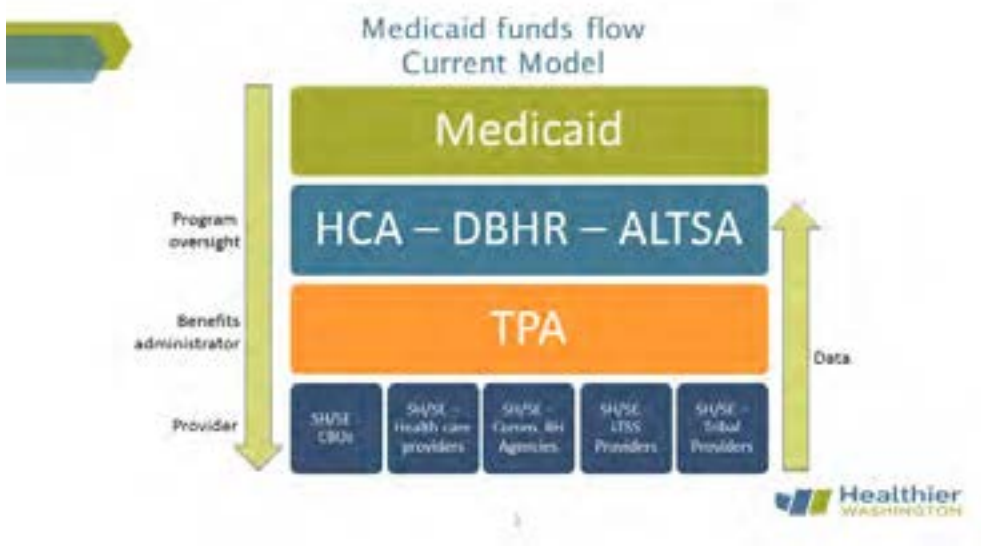 Medicaid funds flow
Current Model
Medicaid
Program
oversight
HCA – DBHR – ALTSA
Benefits
administrator
TPA
Data
Provider
SH/SE
CBOs
SH/SE –
Health care
providers
SH/SE –
Comm. BH
Agencies
SH/SE
LTSS
Providers
SH/SE –
Tribal
Providers
Healthier
WASHINGTON